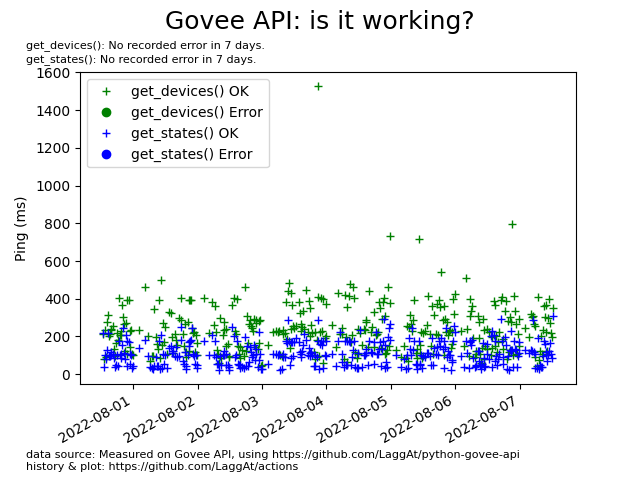 Govee API: is it working?
get_devices(): No recorded error in 7 days.
get_states(): No recorded error in 7 days.
1600
1400
1200
1000
800
600
400
200
0
Ping (ms)
get_devices() OK
get_devices() Error
get_states() OK
get_states() Error
2022-08-01
2022-08-02
2022-08-03
2022-08-04
2022-08-05
2022-08-06
2022-08-07
data source: Measured on Govee API, using https://github.com/LaggAt/python-govee-api
history & plot: https://github.com/LaggAt/actions